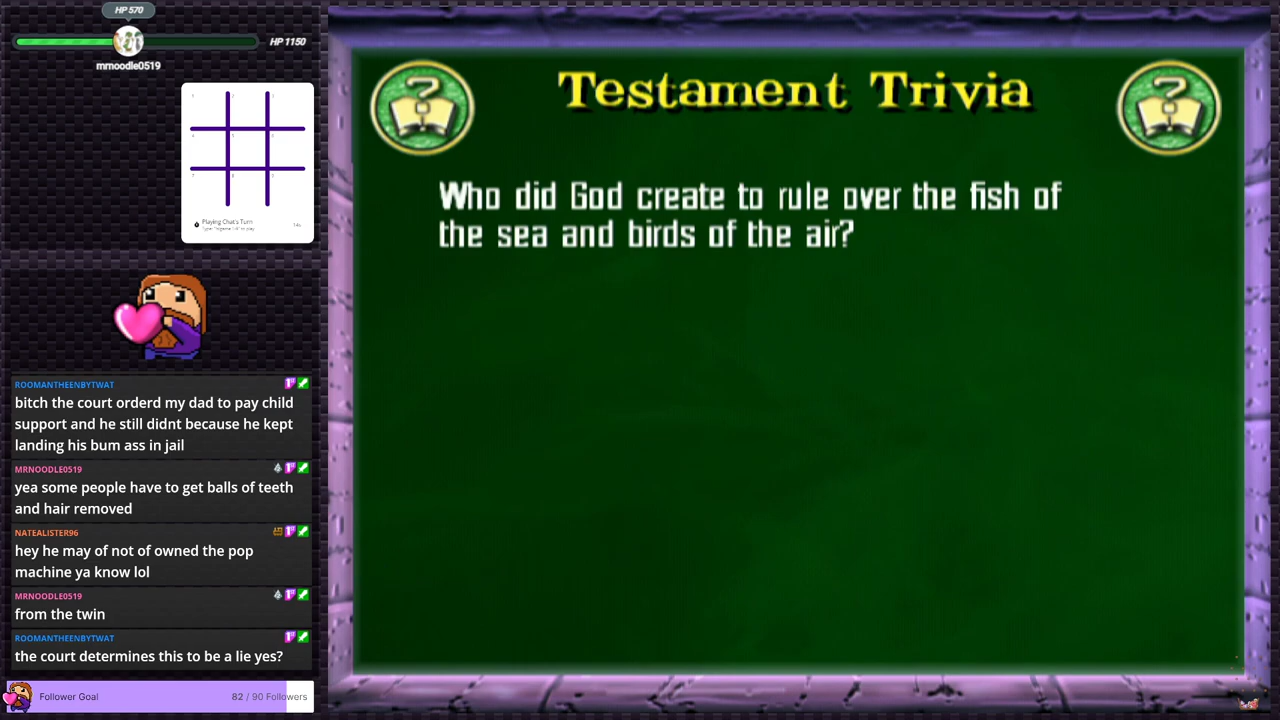 HP 570
HP 1150
mmoodle0519
Playing Chat's Turn
14s
ROOMANTHEENBYTWAT
bitch the court orderd my dad to pay child
support and he still didnt because he kept
landing his bum ass in jail
MRNOODLE0519
yea some people have to get balls of teeth
and hair removed
NATEALISTER96
hey he may of not of owned the pop
machine ya know lol
MRNOODLE0519
from the twin
ROOMANTHEENBYTWAT
the court determines this to be a lie yes?
Follower Goal
82 / 90 Followers
Testament Trivia
Who did God create to rule over the fish of
the sea and birds of the air?